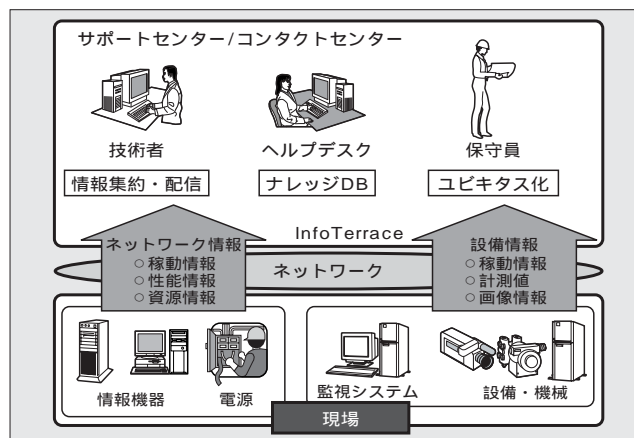 サポートセンター/コンタクトセンター
技術者
ヘルプデスク
保守員
情報集約・配信
ナレッジDB
ユビキタス化
InfoTerrace
ネットワーク情報
○稼動情報
○性能情報
○資源情報
ネットワーク
設備情報
○稼動情報
○計測値
○画像情報
情報機器
電源
監視システム
設備・機械
現場